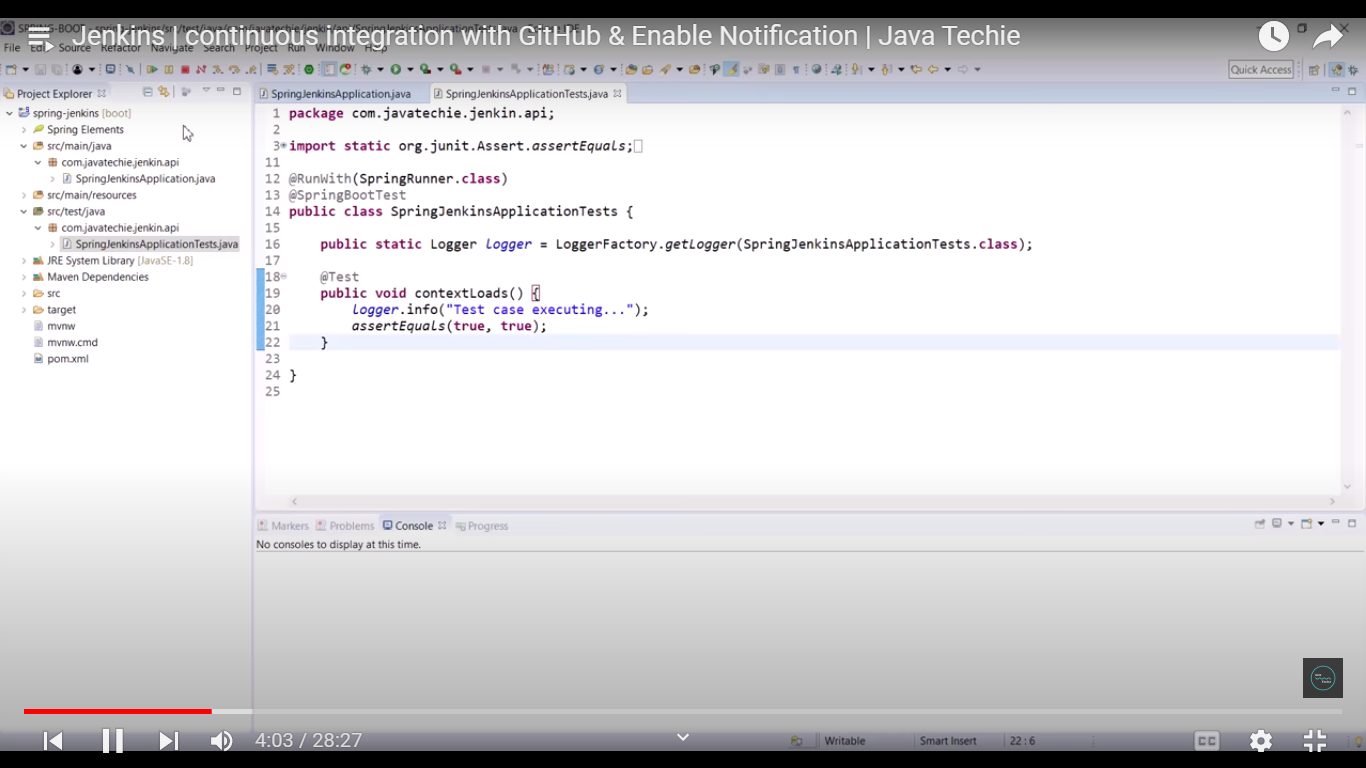 Jenkins | continuous integration with GitHub & Enable Notification | Java Techie
File Edit Source Refactor Navigate Search Project Run Window Help
Quick Access
Project Explorer
spring-jenkins [boot]
Spring Elements
src/main/java
com.javatechie.jenkin.api
SpringJenkinsApplication.java
src/main/resources
src/test/java
com.javatechie.jenkin.api
SpringJenkinsApplicationTests.java
JRE System Library [JavaSE-1.8]
Maven Dependencies
src
target
mvnw
mvnw.cmd
pom.xml
SpringJenkinsApplication.java SpringJenkinsApplicationTests.java
1 package com.javatechie.jenkin.api;
2
3 import static org.junit.Assert.assertEquals;
11
12 @RunWith(SpringRunner.class)
13 @SpringBootTest
14 public class SpringJenkinsApplicationTests {
15
16 public static Logger logger = LoggerFactory.getLogger(SpringJenkinsApplicationTests.class);
17
18 @Test
19 public void contextLoads() {
20 logger.info("Test case executing...");
21 assertEquals(true, true);
22 }
23
24 }
25
Markers Problems Console Progress
No consoles to display at this time.
4:03 / 28:27
Writable Smart Insert 22 : 6
CC